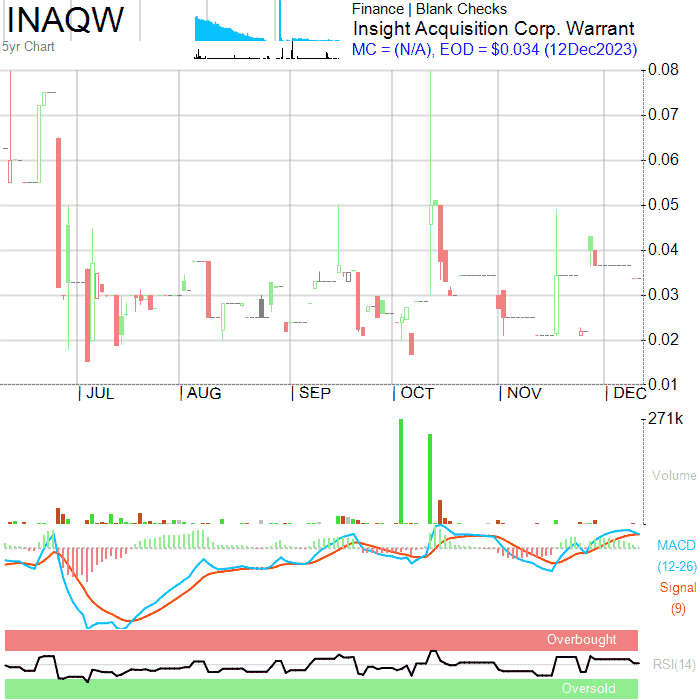 INAQW
5yr Chart
Finance | Blank Checks
Insight Acquisition Corp. Warrant
MC = (N/A), EOD = $0.034 (12Dec2023)
0.08
0.07
0.06
0.05
0.04
0.03
0.02
0.01
| JUL | AUG | SEP | OCT | NOV | DEC
271k
Volume
MACD
(12-26)
Signal
(9)
Overbought
RSI(14)
Oversold